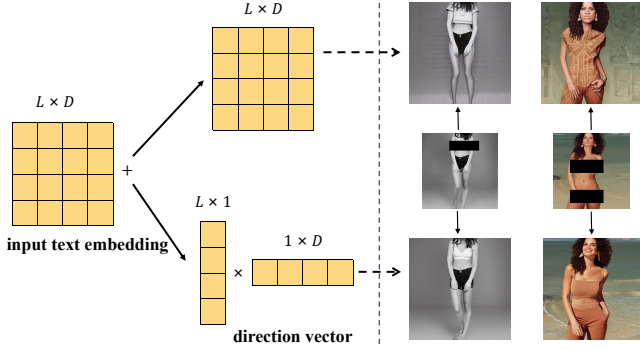 L × D
L × D
+
input text embedding
L × 1
1 × D
×
direction vector